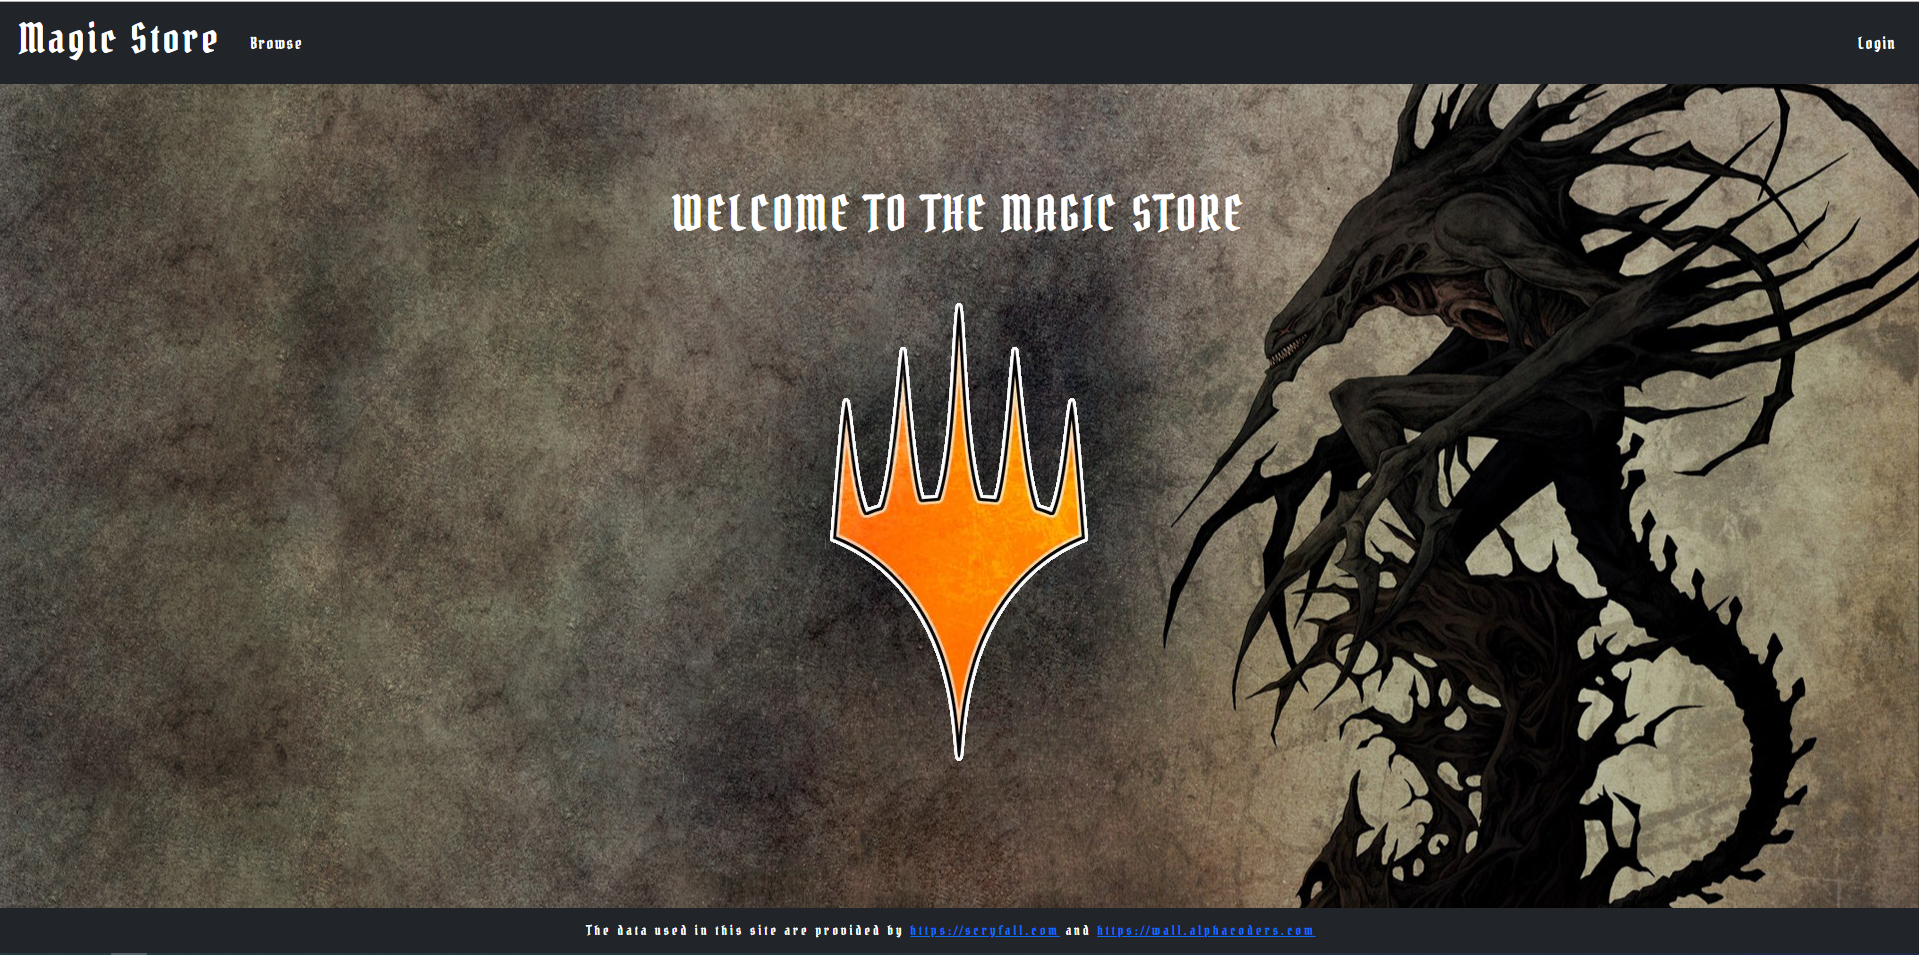 Magic Store Browse Login
WELCOME TO THE MAGIC STORE
The data used in this site are provided by https://scryfall.com and https://wall.alphacoders.com